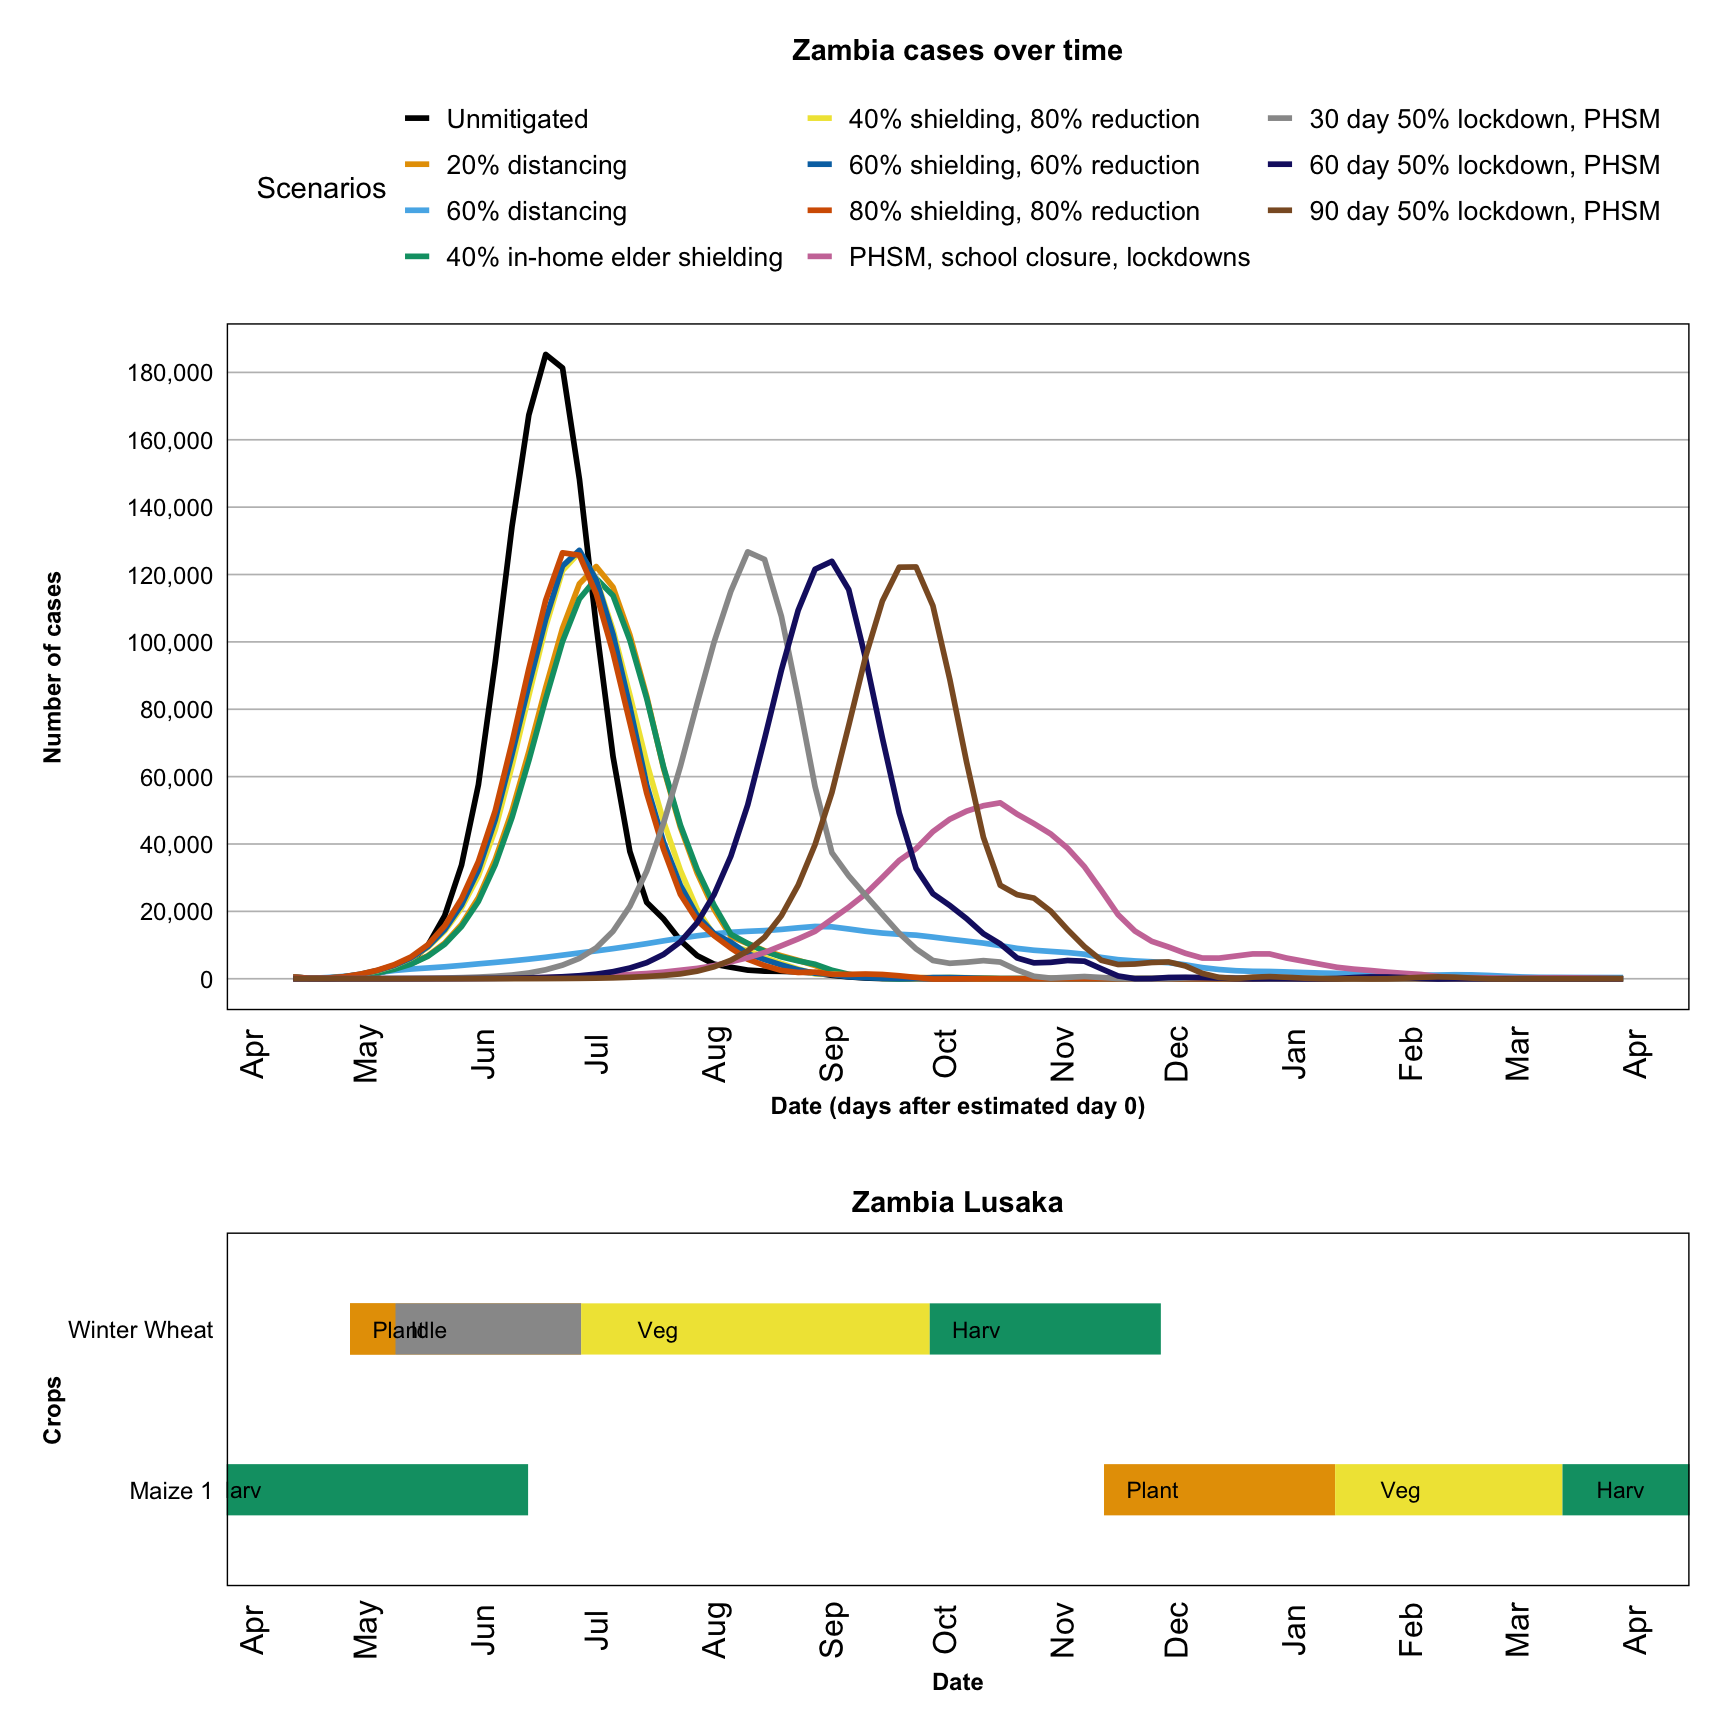 Zambia cases over time
Scenarios
Unmitigated
20% distancing
60% distancing
40% in-home elder shielding
40% shielding, 80% reduction
60% shielding, 60% reduction
80% shielding, 80% reduction
PHSM, school closure, lockdowns
30 day 50% lockdown, PHSM
60 day 50% lockdown, PHSM
90 day 50% lockdown, PHSM
Number of cases
180,000
160,000
140,000
120,000
100,000
80,000
60,000
40,000
20,000
0
Apr May Jun Jul Aug Sep Oct Nov Dec Jan Feb Mar Apr
Date (days after estimated day 0)
Zambia Lusaka
Crops
Winter Wheat
Plant Idle Veg Harv
Maize 1
arv Plant Veg Harv
Apr May Jun Jul Aug Sep Oct Nov Dec Jan Feb Mar Apr
Date